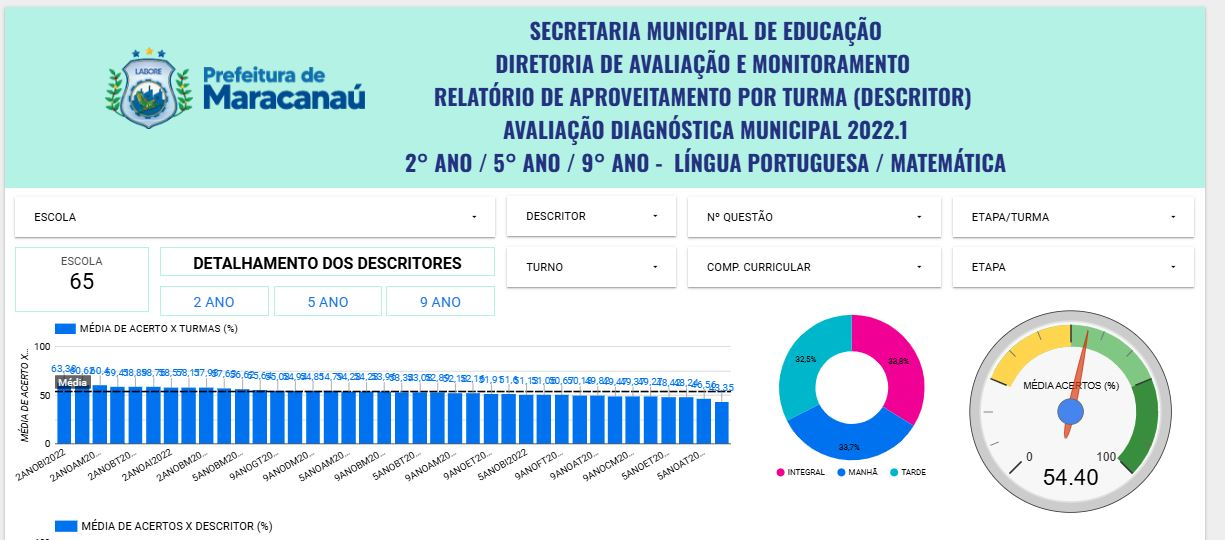 SECRETARIA MUNICIPAL DE EDUCAÇÃO
DIRETORIA DE AVALIAÇÃO E MONITORAMENTO
RELATÓRIO DE APROVEITAMENTO POR TURMA (DESCRITOR)
AVALIAÇÃO DIAGNÓSTICA MUNICIPAL 2022.1
2° ANO / 5° ANO / 9° ANO - LÍNGUA PORTUGUESA / MATEMÁTICA
LABORE
Prefeitura de
Maracanaú
ESCOLA
DESCRITOR
Nº QUESTÃO
ETAPA/TURMA
ESCOLA
65
DETALHAMENTO DOS DESCRITORES
2 ANO
5 ANO
9 ANO
TURNO
COMP. CURRICULAR
ETAPA
MÉDIA DE ACERTO X TURMAS (%)
MÉDIA DE ACERTO X...
100
50
0
Média
2ANOBI2022
2ANOAM20...
2ANOBT20...
2ANOAI2022
2ANOBM20...
5ANOBM20...
9ANOGT20...
9ANODM20...
5ANOAM20...
9ANOBM20...
5ANOBT20...
9ANOAM20...
9ANOET20...
5ANOBI2022
9ANOFT20...
9ANOAT20...
9ANOCM20...
5ANOET20...
5ANOAT20...
32,5%
33,8%
33,7%
INTEGRAL
MANHÃ
TARDE
MÉDIA ACERTOS (%)
0
100
54.40
MÉDIA DE ACERTOS X DESCRITOR (%)